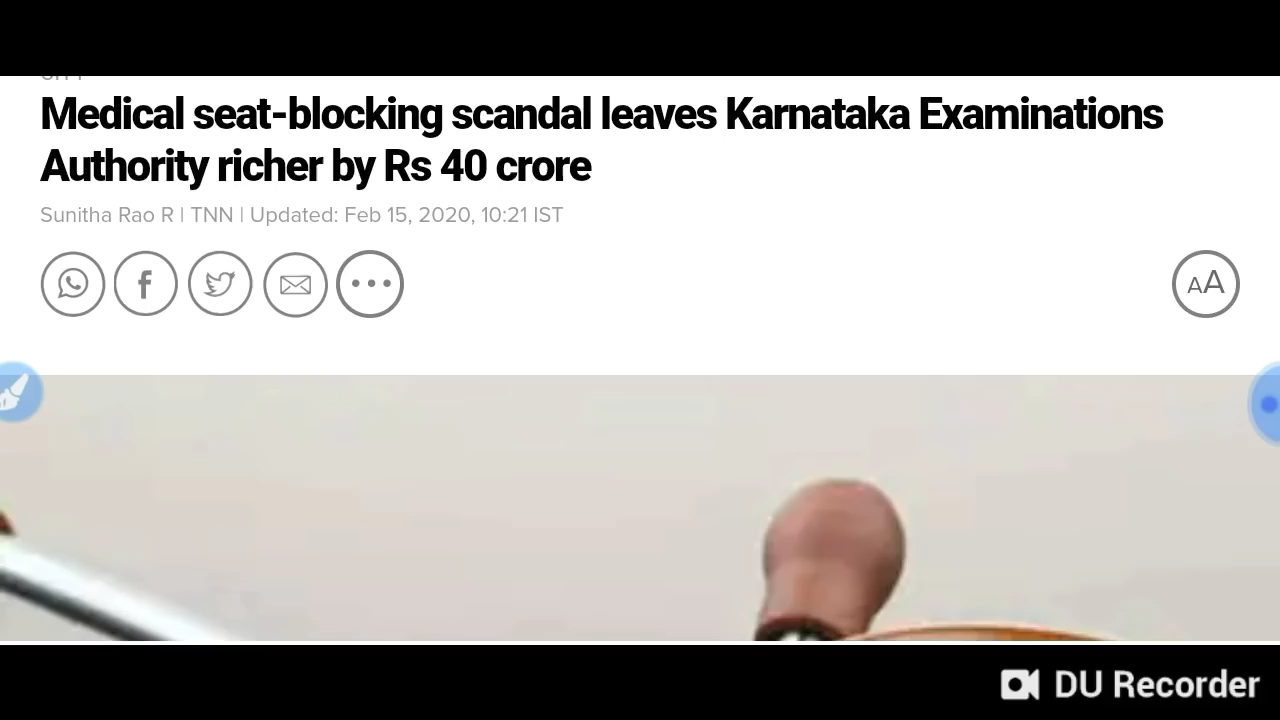 Medical seat-blocking scandal leaves Karnataka Examinations
Authority richer by Rs 40 crore
Sunitha Rao R | TNN | Updated: Feb 15, 2020, 10:21 IST
AA
DU Recorder